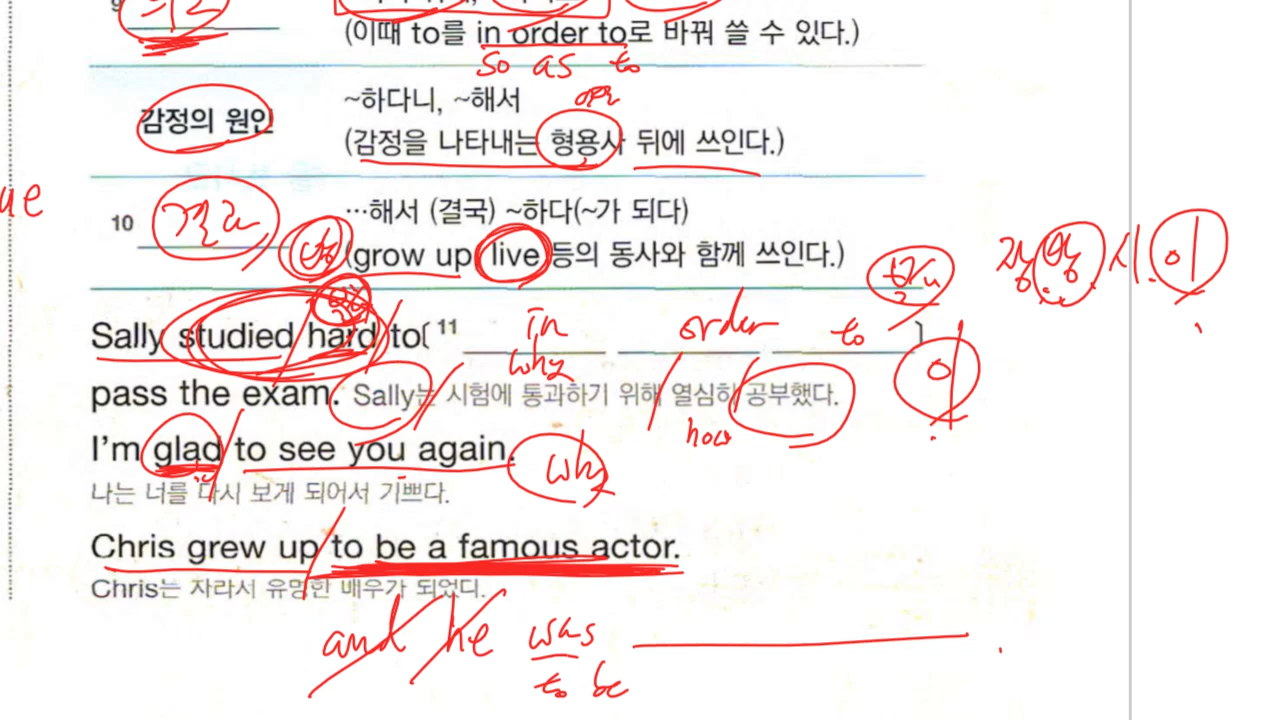 (이때 to를 in order to로 바꿔 쓸 수 있다.)
so as to
감정의 원인
~하다니, ~해서
(감정을 나타내는 형용사 뒤에 쓰인다.)
10 결과
…해서 (결국) ~하다(~가 되다)
(grow up live 등의 동사와 함께 쓰인다.)
Sally studied hard to( 11 in order to )
why
pass the exam. Sally는 시험에 통과하기 위해 열심히 공부했다.
how
I'm glad to see you again. why
나는 너를 다시 보게 되어서 기쁘다.
Chris grew up to be a famous actor.
Chris는 자라서 유명한 배우가 되었다.
and he was
to be